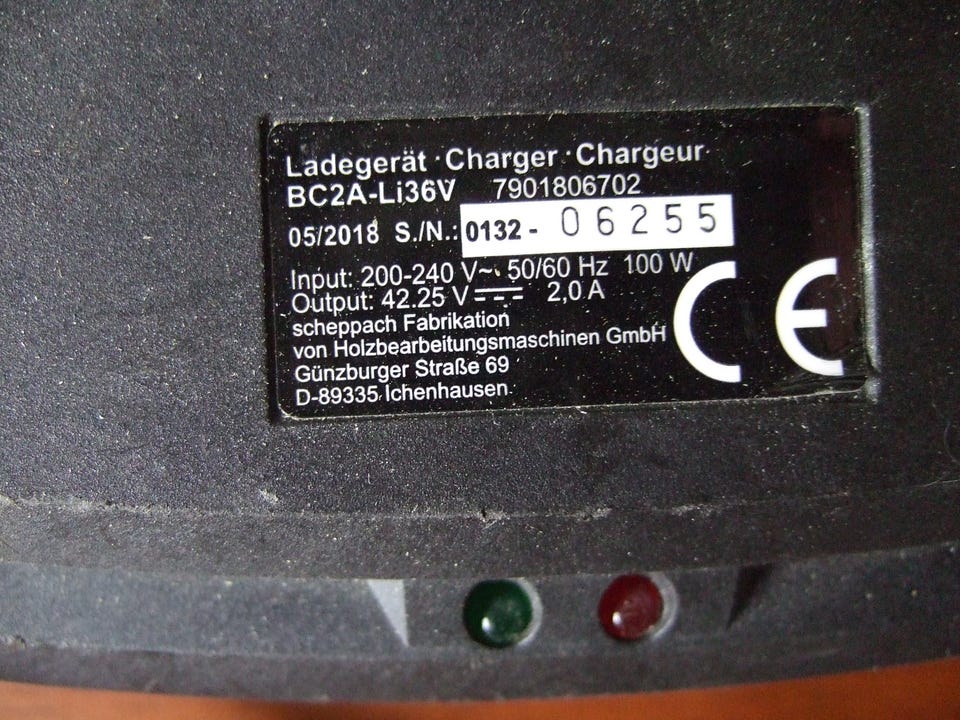 Ladegerät · Charger · Chargeur
BC2A-Li36V 7901806702
05/2018 S./N.: 0132 - 06255
Input: 200-240 V~ 50/60 Hz 100 W
Output: 42.25 V⎓ 2,0 A
scheppach Fabrikation
von Holzbearbeitungsmaschinen GmbH
Günzburger Straße 69
D-89335 Ichenhausen
CE